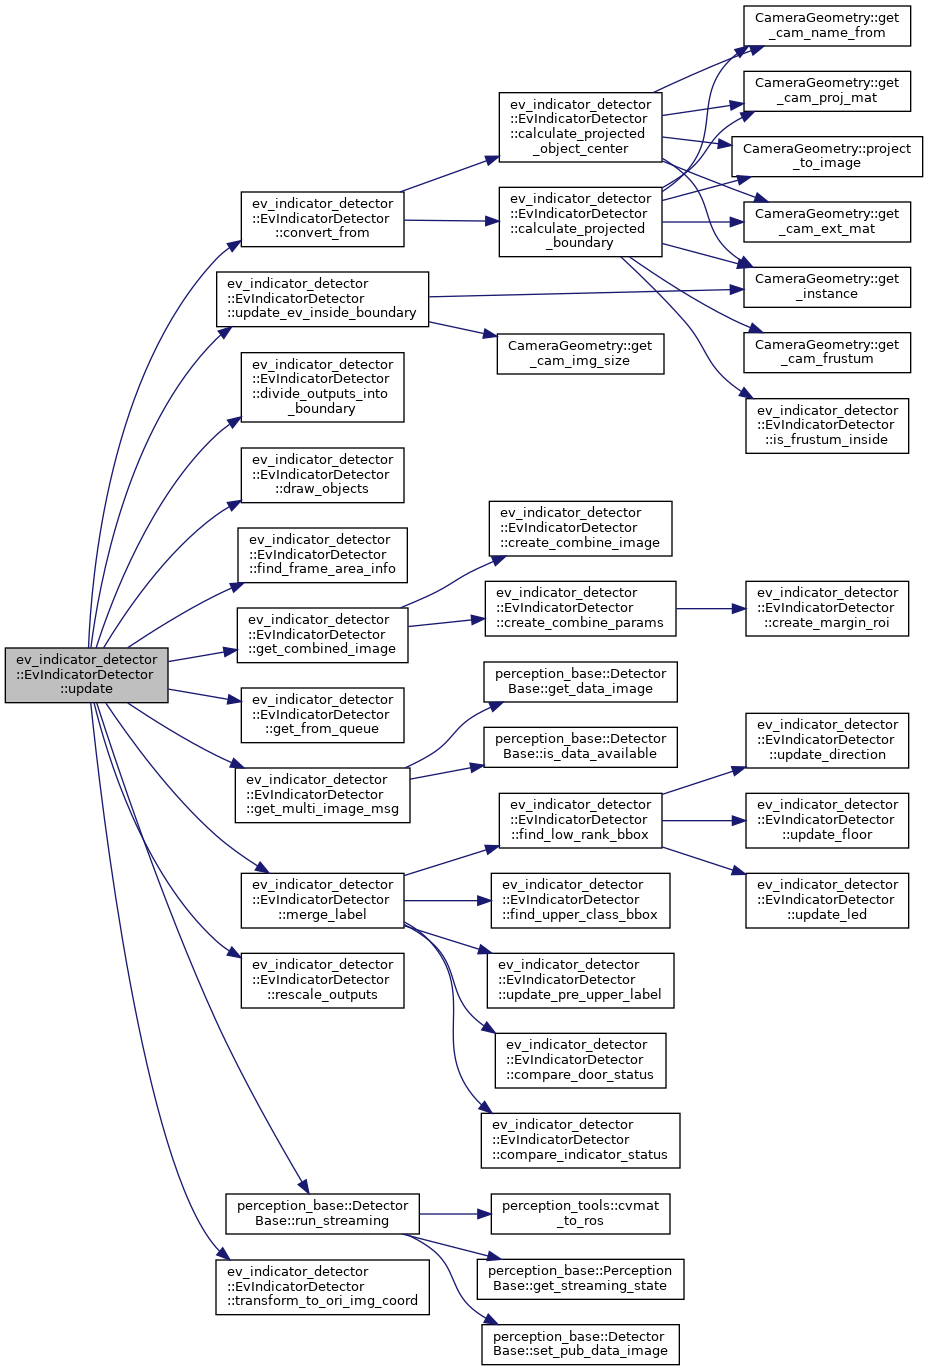 CameraGeometry::get
_cam_name_from
CameraGeometry::get
_cam_proj_mat
ev_indicator_detector
::EvIndicatorDetector
::calculate_projected
_object_center
CameraGeometry::project
_to_image
ev_indicator_detector
::EvIndicatorDetector
::convert_from
ev_indicator_detector
::EvIndicatorDetector
::calculate_projected
_boundary
CameraGeometry::get
_cam_ext_mat
ev_indicator_detector
::EvIndicatorDetector
::update_ev_inside_boundary
CameraGeometry::get
_instance
CameraGeometry::get
_cam_img_size
CameraGeometry::get
_cam_frustum
ev_indicator_detector
::EvIndicatorDetector
::divide_outputs_into
_boundary
ev_indicator_detector
::EvIndicatorDetector
::is_frustum_inside
ev_indicator_detector
::EvIndicatorDetector
::draw_objects
ev_indicator_detector
::EvIndicatorDetector
::create_combine_image
ev_indicator_detector
::EvIndicatorDetector
::find_frame_area_info
ev_indicator_detector
::EvIndicatorDetector
::create_combine_params
ev_indicator_detector
::EvIndicatorDetector
::create_margin_roi
ev_indicator_detector
::EvIndicatorDetector
::get_combined_image
ev_indicator_detector
::EvIndicatorDetector
::update
perception_base::Detector
Base::get_data_image
ev_indicator_detector
::EvIndicatorDetector
::get_from_queue
perception_base::Detector
Base::is_data_available
ev_indicator_detector
::EvIndicatorDetector
::update_direction
ev_indicator_detector
::EvIndicatorDetector
::get_multi_image_msg
ev_indicator_detector
::EvIndicatorDetector
::find_low_rank_bbox
ev_indicator_detector
::EvIndicatorDetector
::update_floor
ev_indicator_detector
::EvIndicatorDetector
::merge_label
ev_indicator_detector
::EvIndicatorDetector
::find_upper_class_bbox
ev_indicator_detector
::EvIndicatorDetector
::update_led
ev_indicator_detector
::EvIndicatorDetector
::rescale_outputs
ev_indicator_detector
::EvIndicatorDetector
::update_pre_upper_label
ev_indicator_detector
::EvIndicatorDetector
::compare_door_status
ev_indicator_detector
::EvIndicatorDetector
::compare_indicator_status
perception_base::Detector
Base::run_streaming
perception_tools::cvmat
_to_ros
ev_indicator_detector
::EvIndicatorDetector
::transform_to_ori_img_coord
perception_base::Perception
Base::get_streaming_state
perception_base::Detector
Base::set_pub_data_image